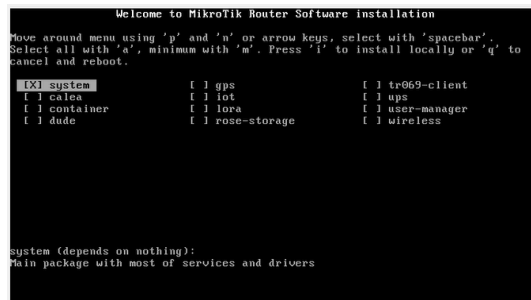 Welcome to MikroTik Router Software installation
Move around menu using 'p' and 'n' or arrow keys, select with 'spacebar'.
Select all with 'a', minimum with 'm'. Press 'i' to install locally or 'q' to
cancel and reboot.
[X] system [ ] gps [ ] tr069-client
[ ] calea [ ] iot [ ] ups
[ ] container [ ] lora [ ] user-manager
[ ] dude [ ] rose-storage [ ] wireless
system (depends on nothing):
Main package with most of services and drivers